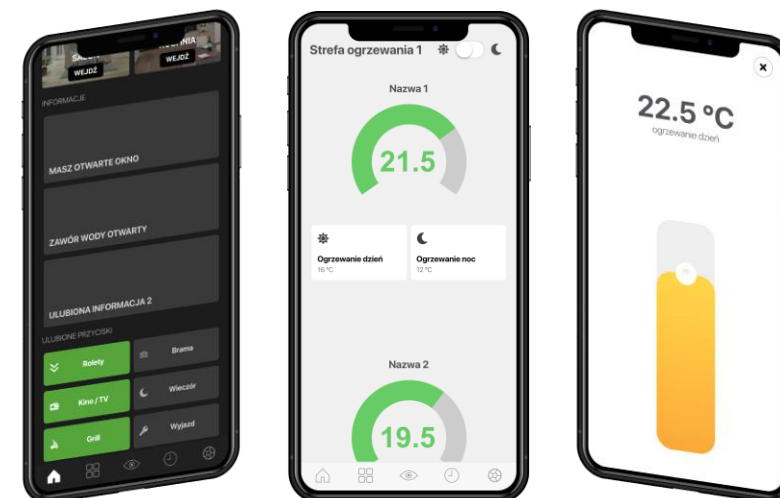 WEJDŹ
WEJDŹ
INFORMACJE
MASZ OTWARTE OKNO
ZAWÓR WODY OTWARTY
ULUBIONA INFORMACJA 2
ULUBIONE PRZYCISKI
Rolety
Brama
Kino / TV
Wieczór
Grill
Wyjazd
Strefa ogrzewania 1
Nazwa 1
21.5
Ogrzewanie dzień
16 °C
Ogrzewanie noc
12 °C
Nazwa 2
19.5
x
22.5 °C
ogrzewanie dzień